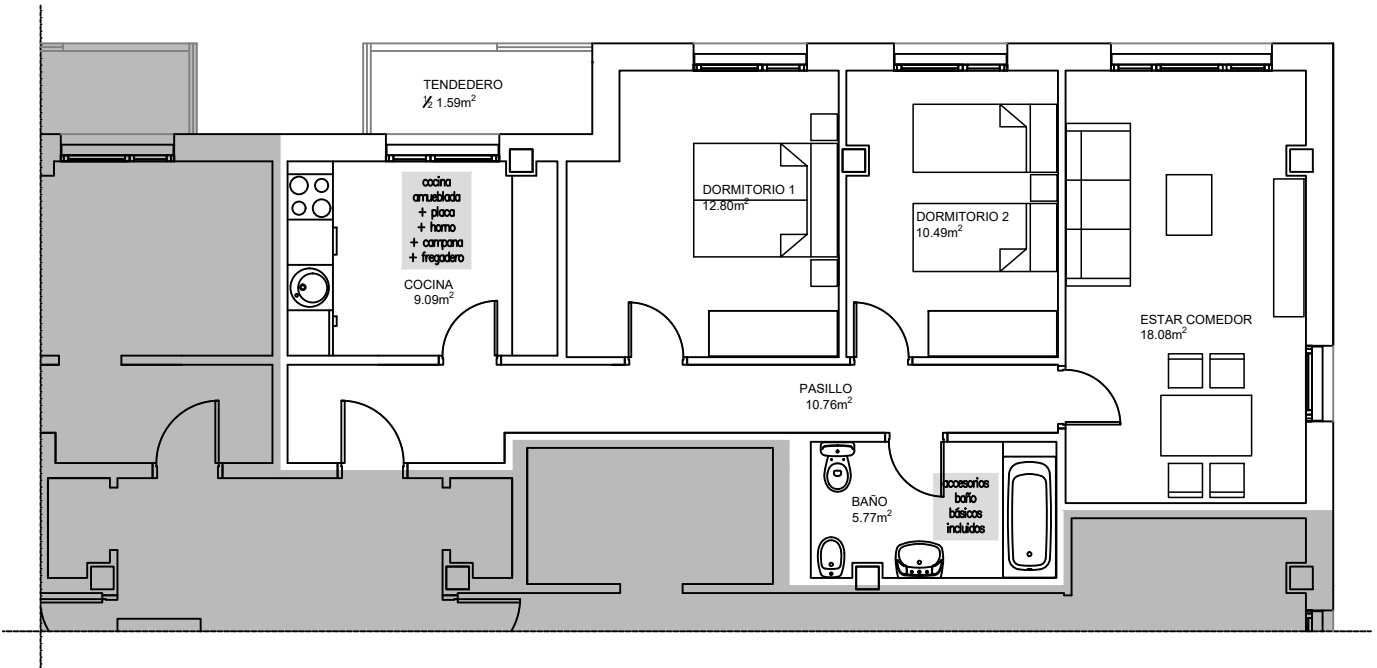 TENDEDERO
½ 1.59m²
cocina
amueblada
+ placa
+ horno
+ campana
+ fregadero
COCINA
9.09m²
DORMITORIO 1
12.80m²
DORMITORIO 2
10.49m²
ESTAR COMEDOR
18.08m²
PASILLO
10.76m²
BAÑO
5.77m²
accesorios
baño
básicos
incluidos